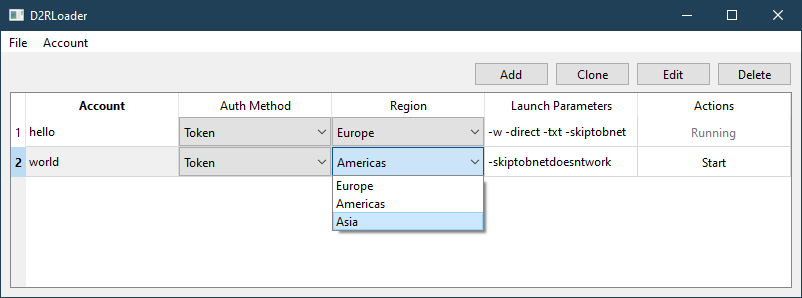 D2RLoader
File Account
Add Clone Edit Delete
Account Auth Method Region Launch Parameters Actions
1 hello Token Europe -w -direct -txt -skiptobnet Running
2 world Token Americas -skiptobnetdoesntwork Start
Europe
Americas
Asia